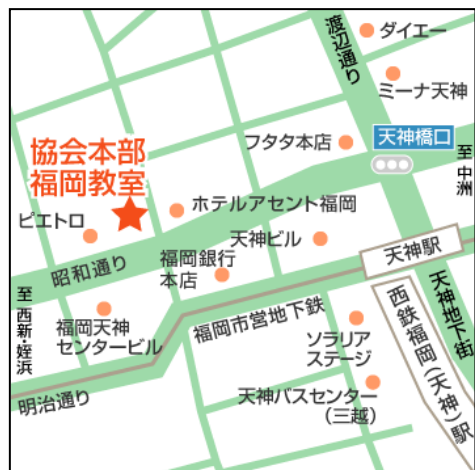 ダイエー
渡辺通り
ミーナ天神
フタタ本店
天神橋口
至中洲
協会本部
福岡教室
ホテルアセント福岡
ピエトロ
天神ビル
昭和通り
福岡銀行
本店
天神駅
至西新・姪浜
福岡天神
センタービル
福岡市営地下鉄
ソラリア
ステージ
天神地下街
西鉄福岡(天神)駅
明治通り
天神バスセンター
(三越)